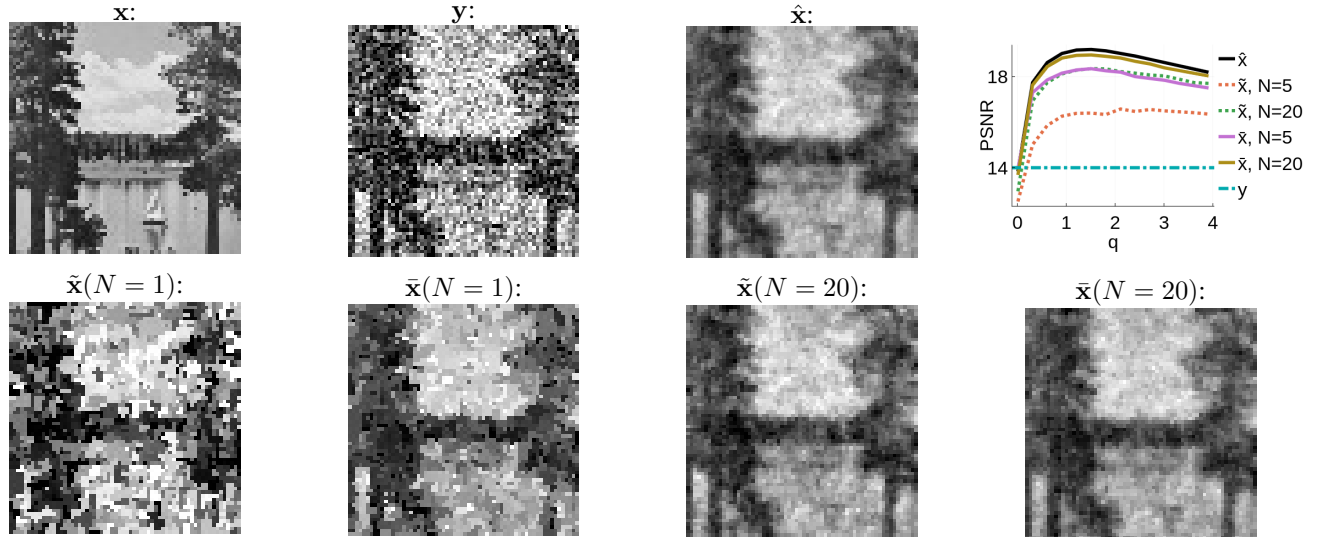 x:
y:
x̂:
18
14
PSNR
0 1 2 3 4
q
x̂
x̃, N=5
x̃, N=20
x̄, N=5
x̄, N=20
y
x̃(N = 1):
x̄(N = 1):
x̃(N = 20):
x̄(N = 20):